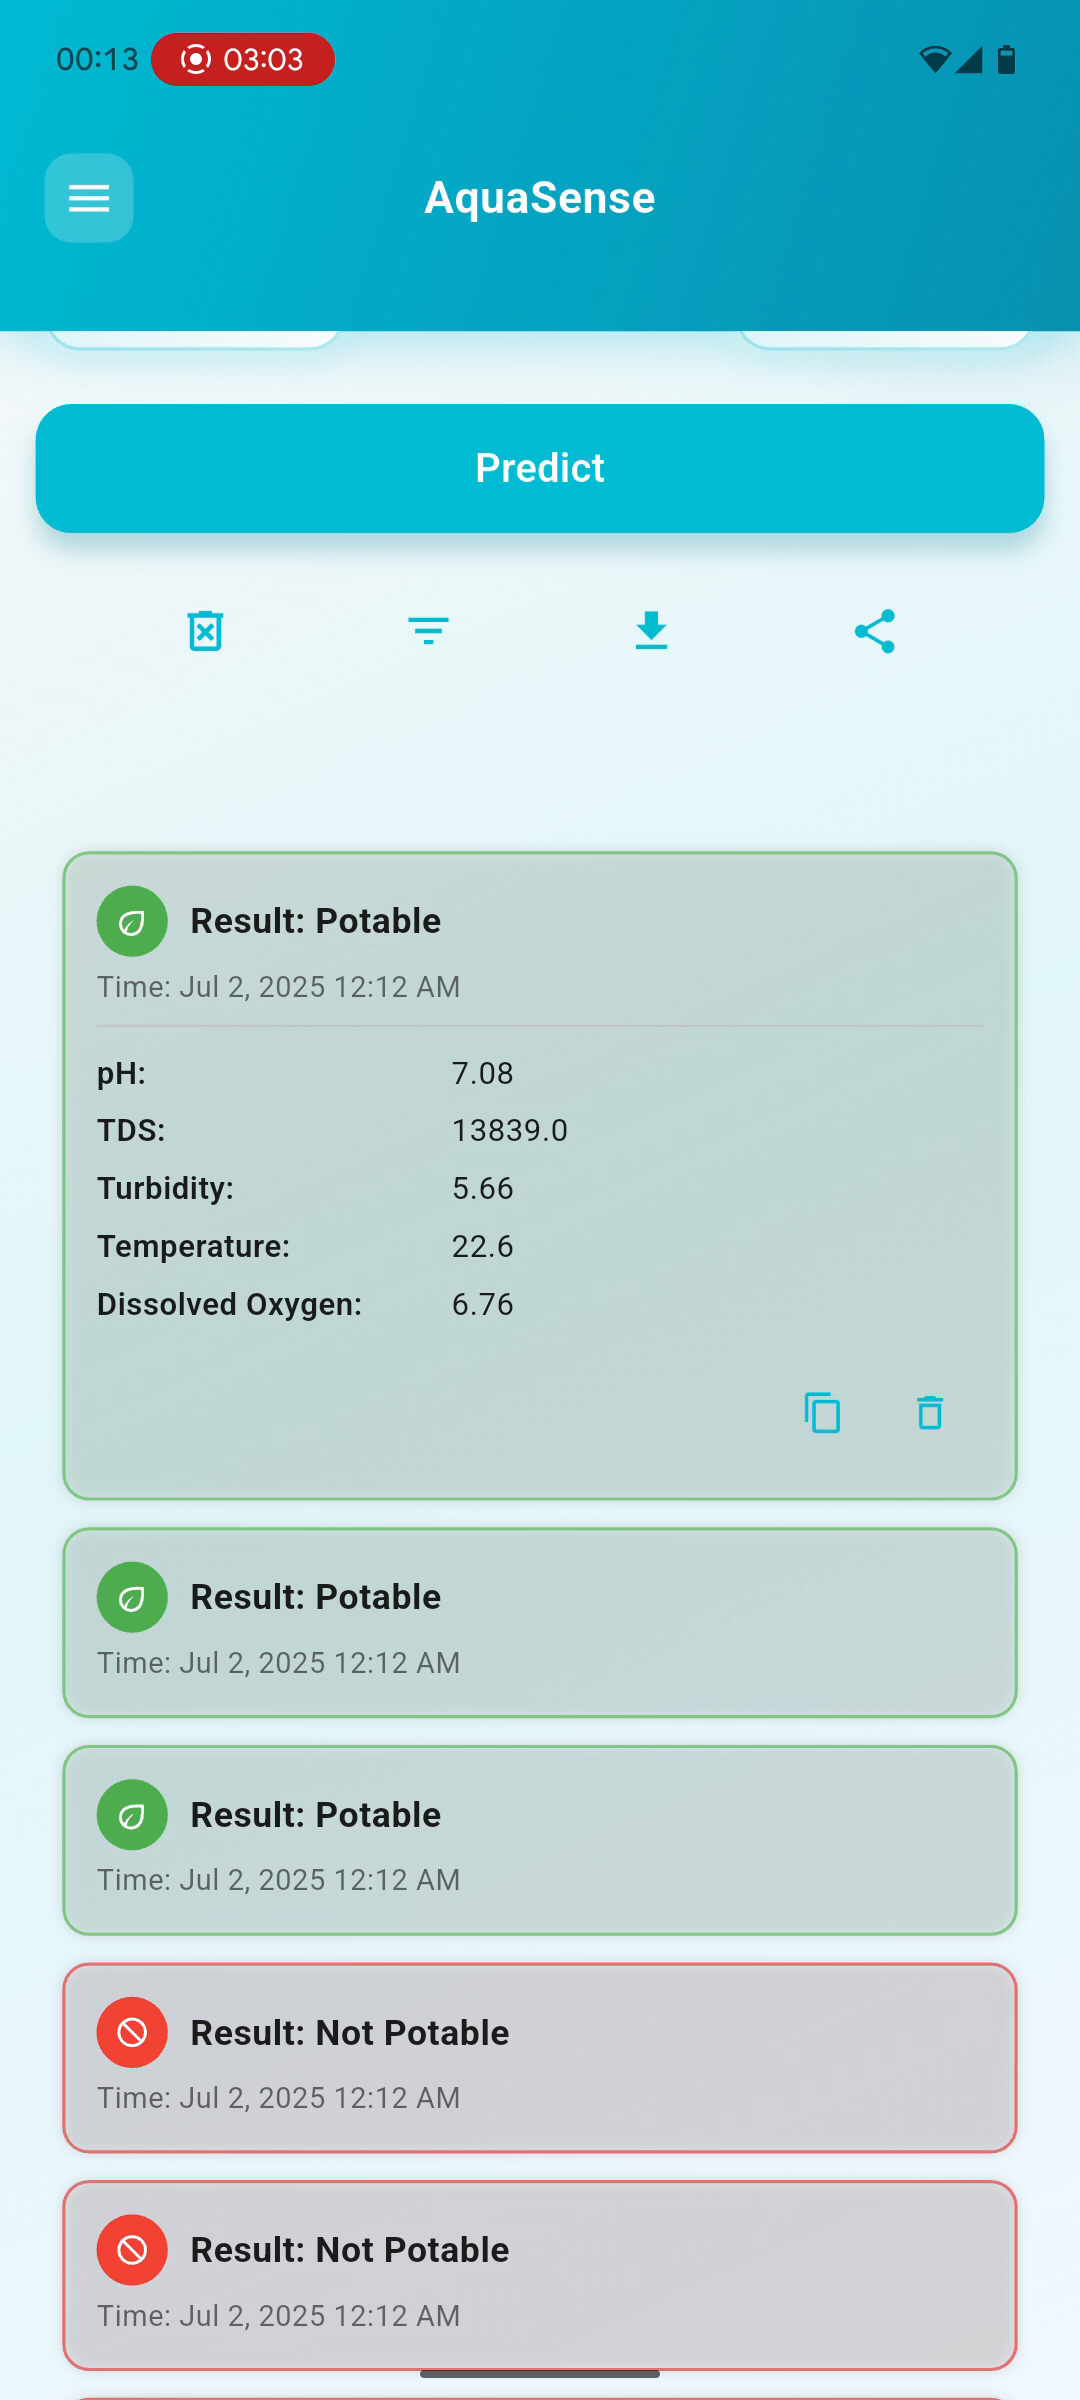 00:13 03:03
AquaSense
Predict
Result: Potable
Time: Jul 2, 2025 12:12 AM
pH: 7.08
TDS: 13839.0
Turbidity: 5.66
Temperature: 22.6
Dissolved Oxygen: 6.76
Result: Potable
Time: Jul 2, 2025 12:12 AM
Result: Potable
Time: Jul 2, 2025 12:12 AM
Result: Not Potable
Time: Jul 2, 2025 12:12 AM
Result: Not Potable
Time: Jul 2, 2025 12:12 AM